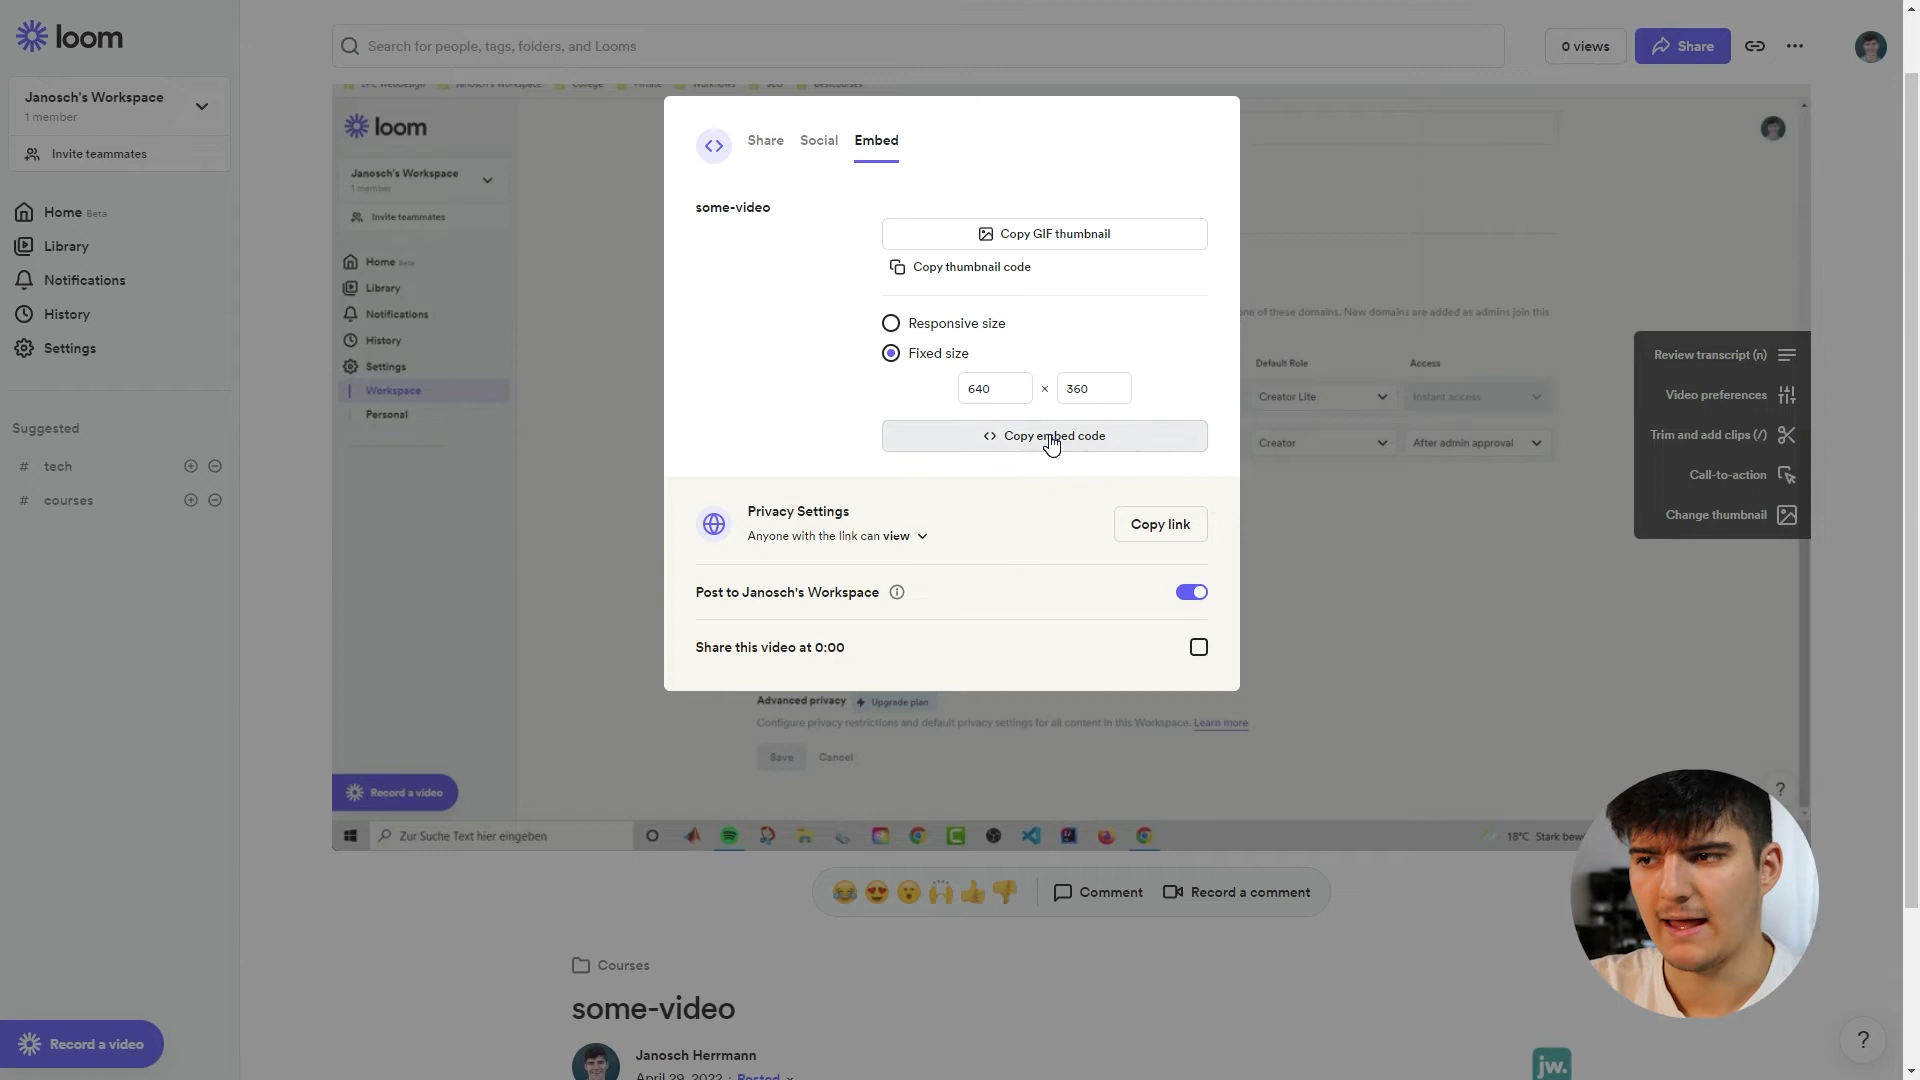 loom
Search for people, tags, folders, and Looms
0 views
Share
Janosch's Workspace
1 member
Invite teammates
Home Beta
Library
Notifications
History
Settings
Suggested
# tech
# courses
Record a video
loom
Janosch's Workspace
1 member
Invite teammates
Home Beta
Library
Notifications
History
Settings
Workspace
Personal
Record a video
Share Social Embed
some-video
Copy GIF thumbnail
Copy thumbnail code
Responsive size
Fixed size
640 × 360
Copy embed code
Privacy Settings
Anyone with the link can view
Copy link
Post to Janosch's Workspace
Share this video at 0:00
one of these domains. New domains are added as admins join this
Default Role Access
Creator Lite Instant access
Creator After admin approval
Review transcript (n)
Video preferences
Trim and add clips (/)
Call-to-action
Change thumbnail
Advanced privacy Upgrade plan
Configure privacy restrictions and default privacy settings for all content in this Workspace. Learn more
Save Cancel
?
Zur Suche Text hier eingeben
18°C Stark
Comment
Record a comment
Courses
some-video
Janosch Herrmann
April 29, 2022 · Posted
jw.
?